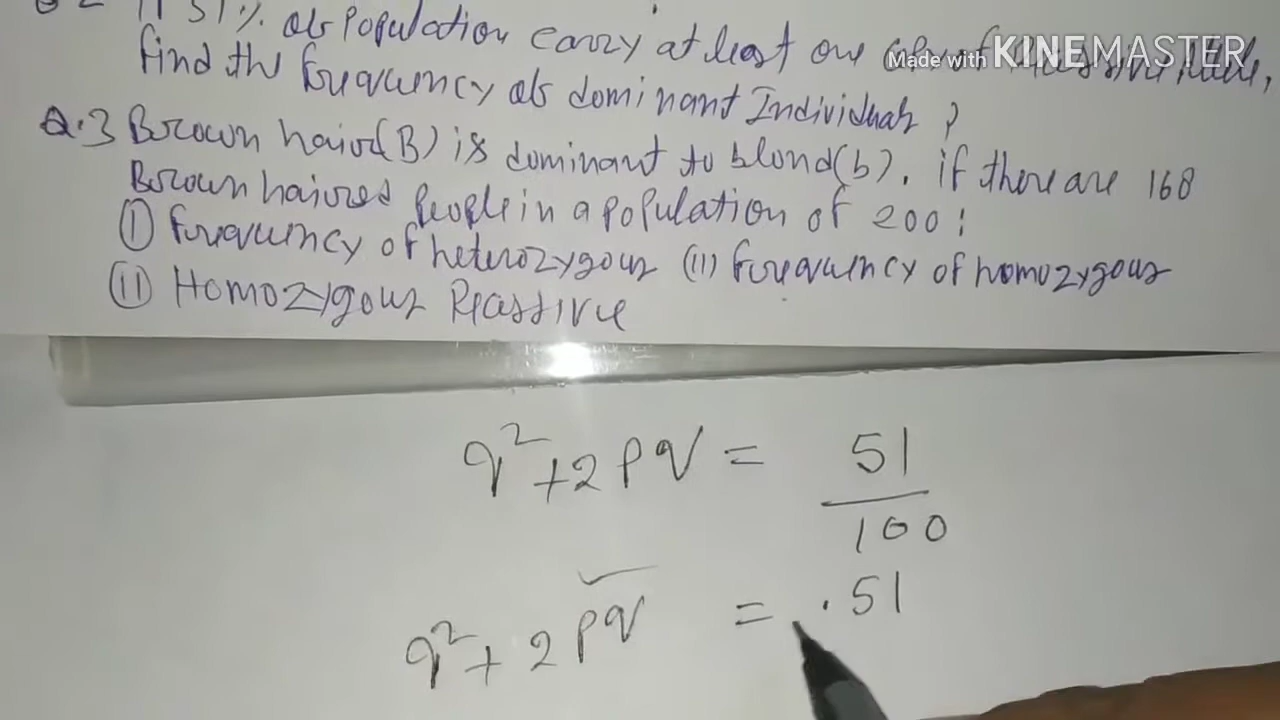 If 51% of Population carry at least one
Made with KINEMASTER
find the frequency of dominant Individuals ?
Q.3 Brown hair(B) is dominant to blond(b). if there are 168
Brown haired People in a population of 200 :
(I) frequency of heterozygous (II) frequency of homozygous
(II) Homozygous Recessive
q² + 2pq = 51/100
q² + 2pq = .51